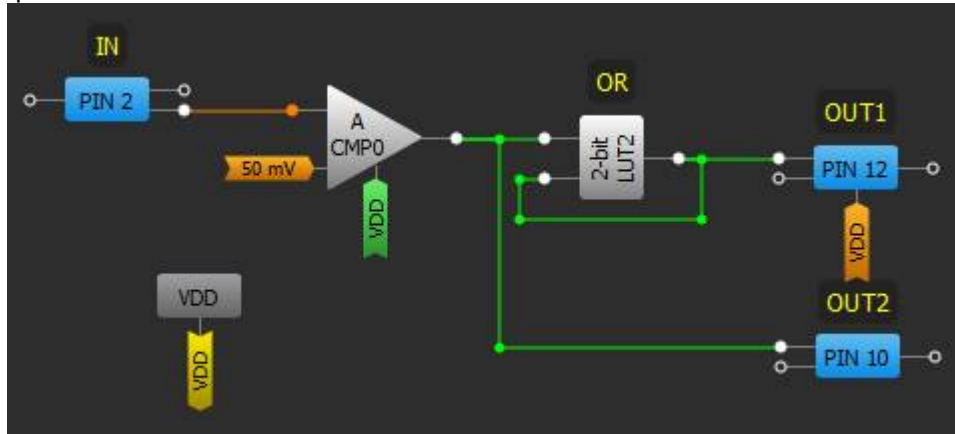 IN
PIN 2
A
CMP0
50 mV
VDD
OR
2-bit
LUT2
OUT1
PIN 12
VDD
VDD
VDD
OUT2
PIN 10